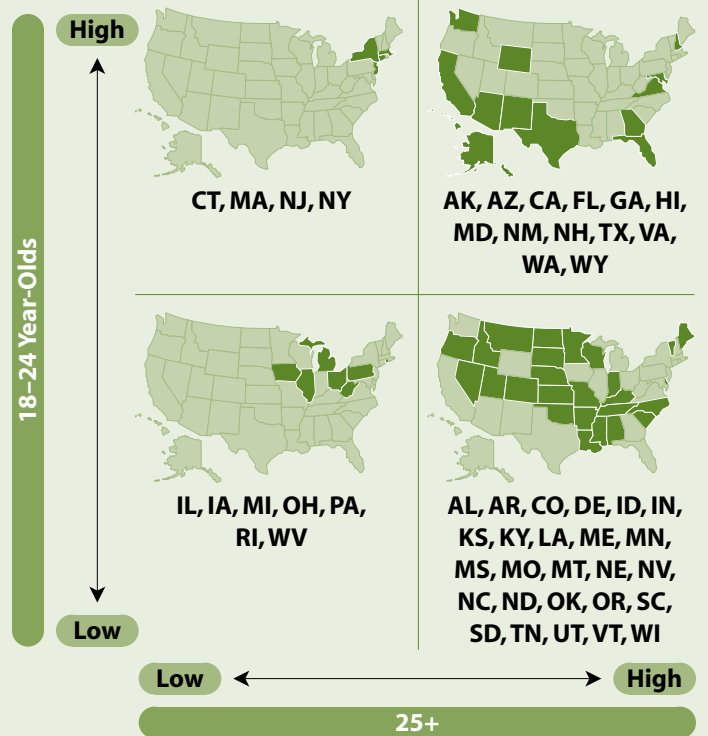 High
18–24 Year-Olds
CT, MA, NJ, NY
AK, AZ, CA, FL, GA, HI,
MD, NM, NH, TX, VA,
WA, WY
IL, IA, MI, OH, PA,
RI, WV
AL, AR, CO, DE, ID, IN,
KS, KY, LA, ME, MN,
MS, MO, MT, NE, NV,
NC, ND, OK, OR, SC,
SD, TN, UT, VT, WI
Low
Low
High
25+